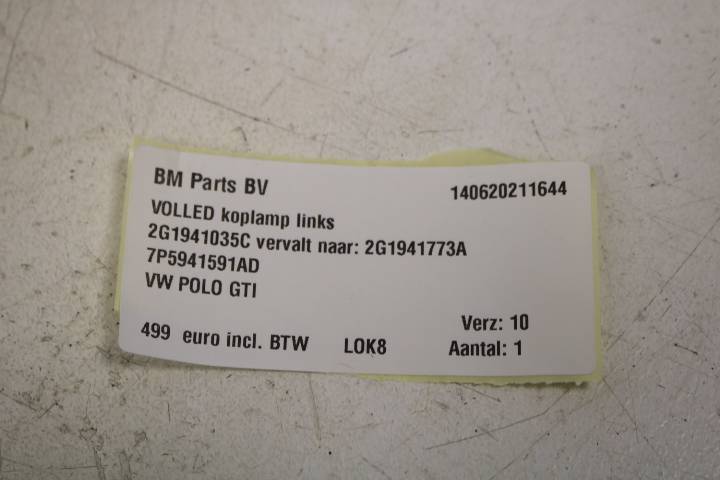 BM Parts BV 140620211644
VOLLED koplamp links
2G1941035C vervalt naar: 2G1941773A
7P5941591AD
VW POLO GTI
Verz: 10
499 euro incl. BTW LOK8 Aantal: 1